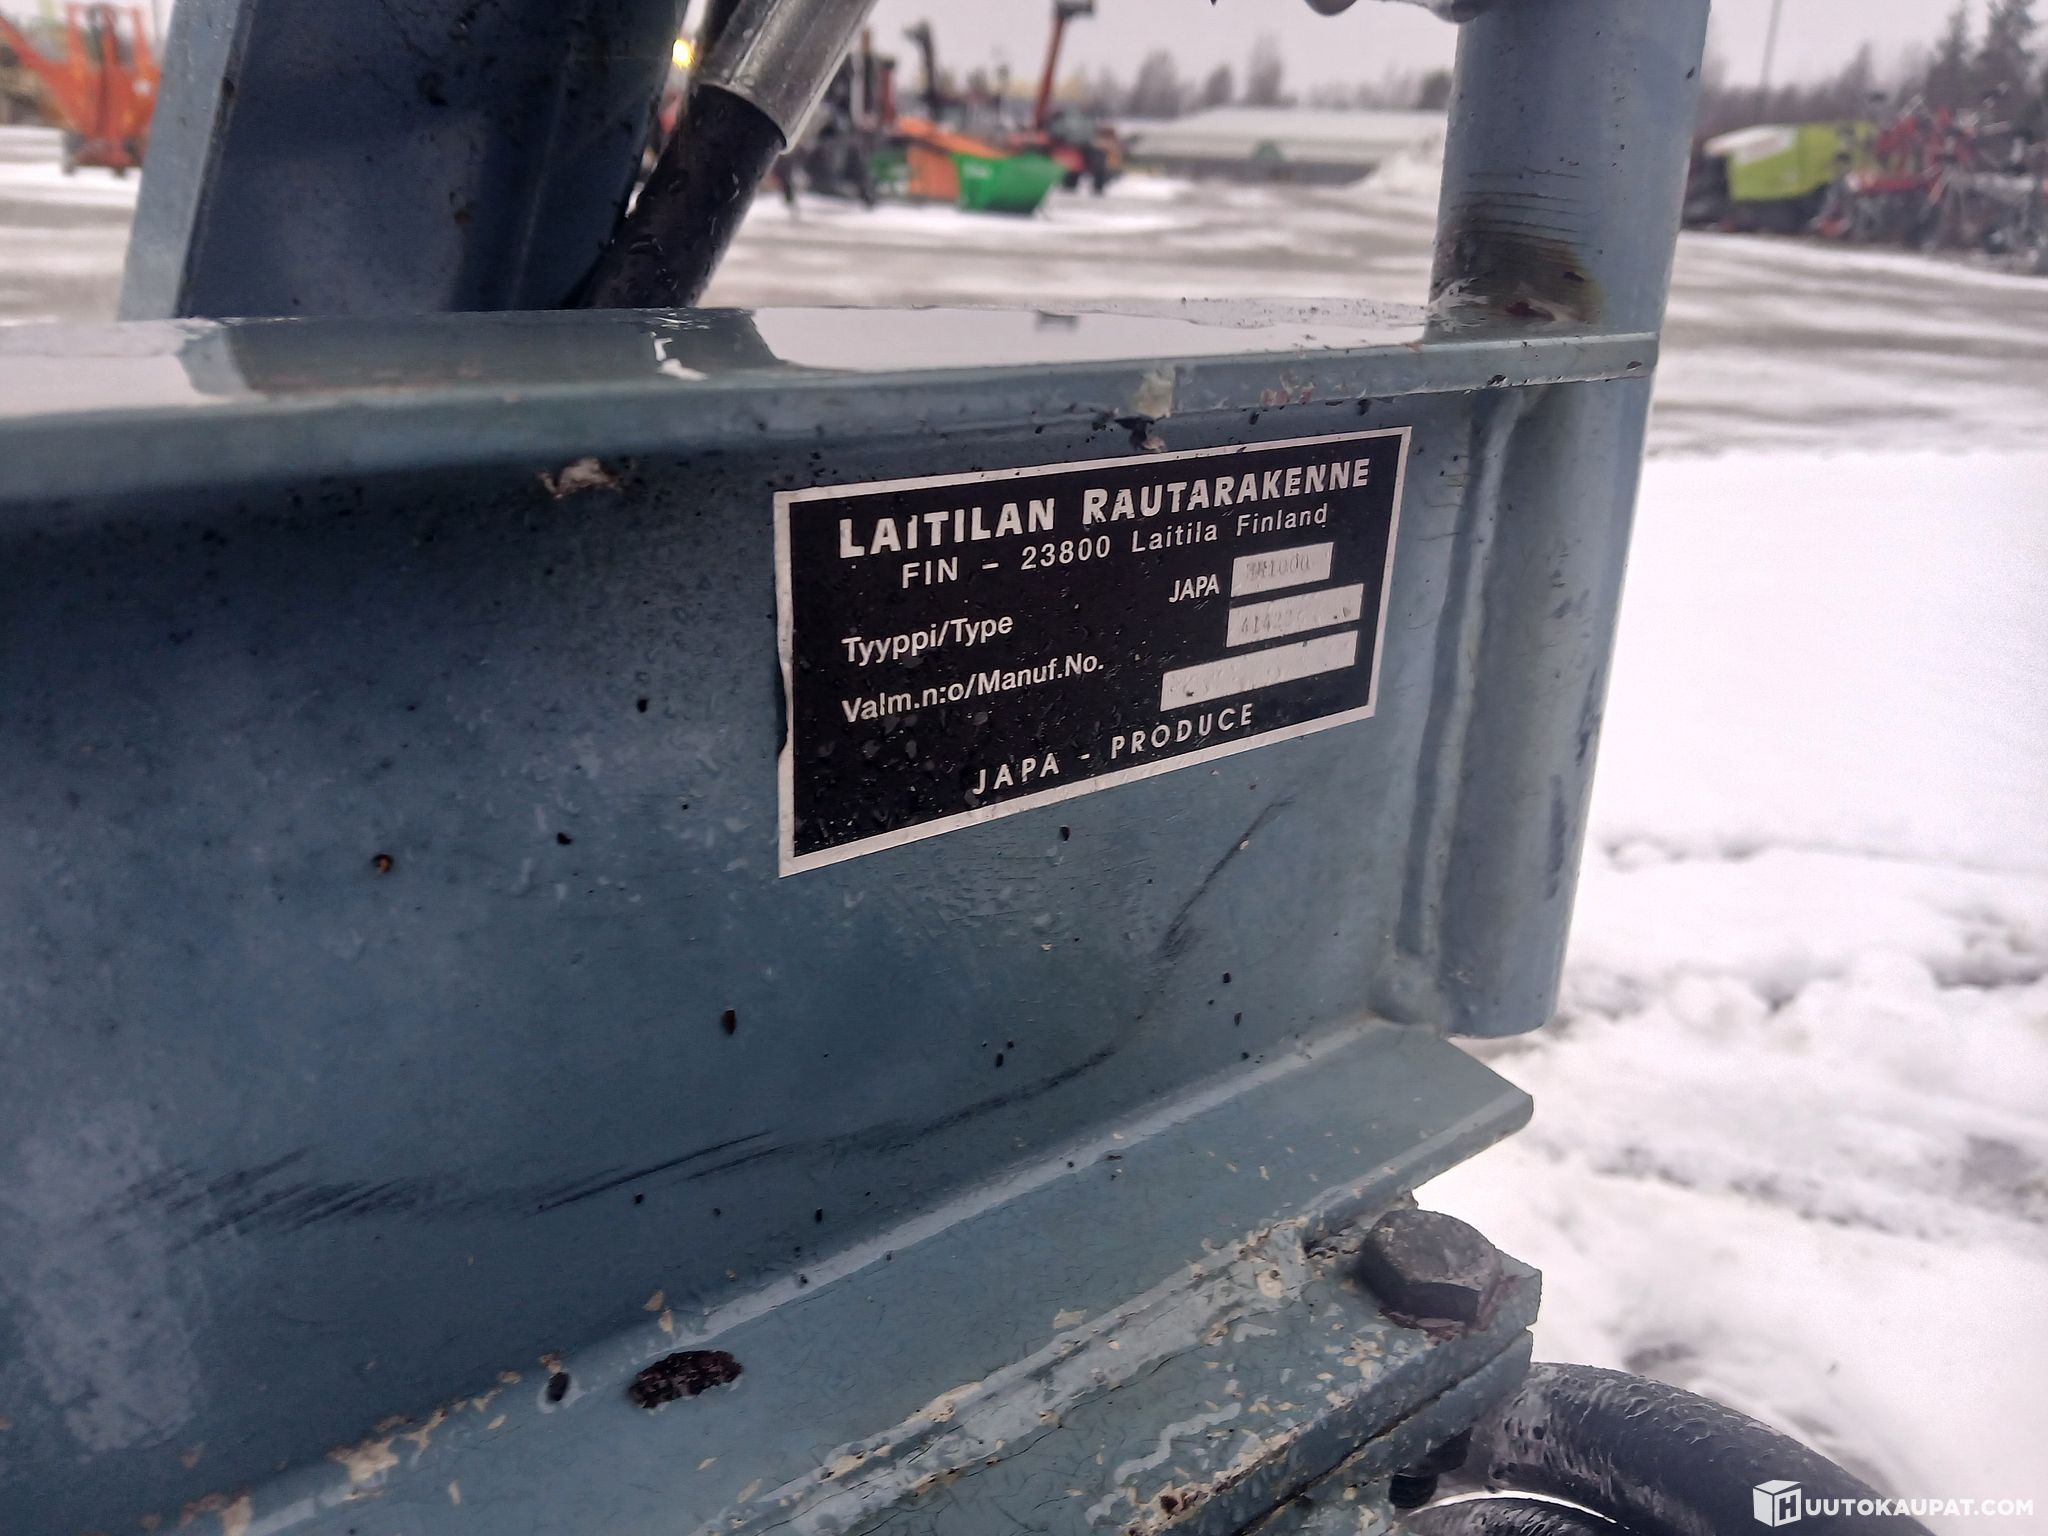 LAITILAN RAUTARAKENNE
FIN - 23800 Laitila Finland
JAPA
Tyyppi/Type
Valm.n:o/Manuf.No.
JAPA - PRODUCE
HUUTOKAUPAT.COM